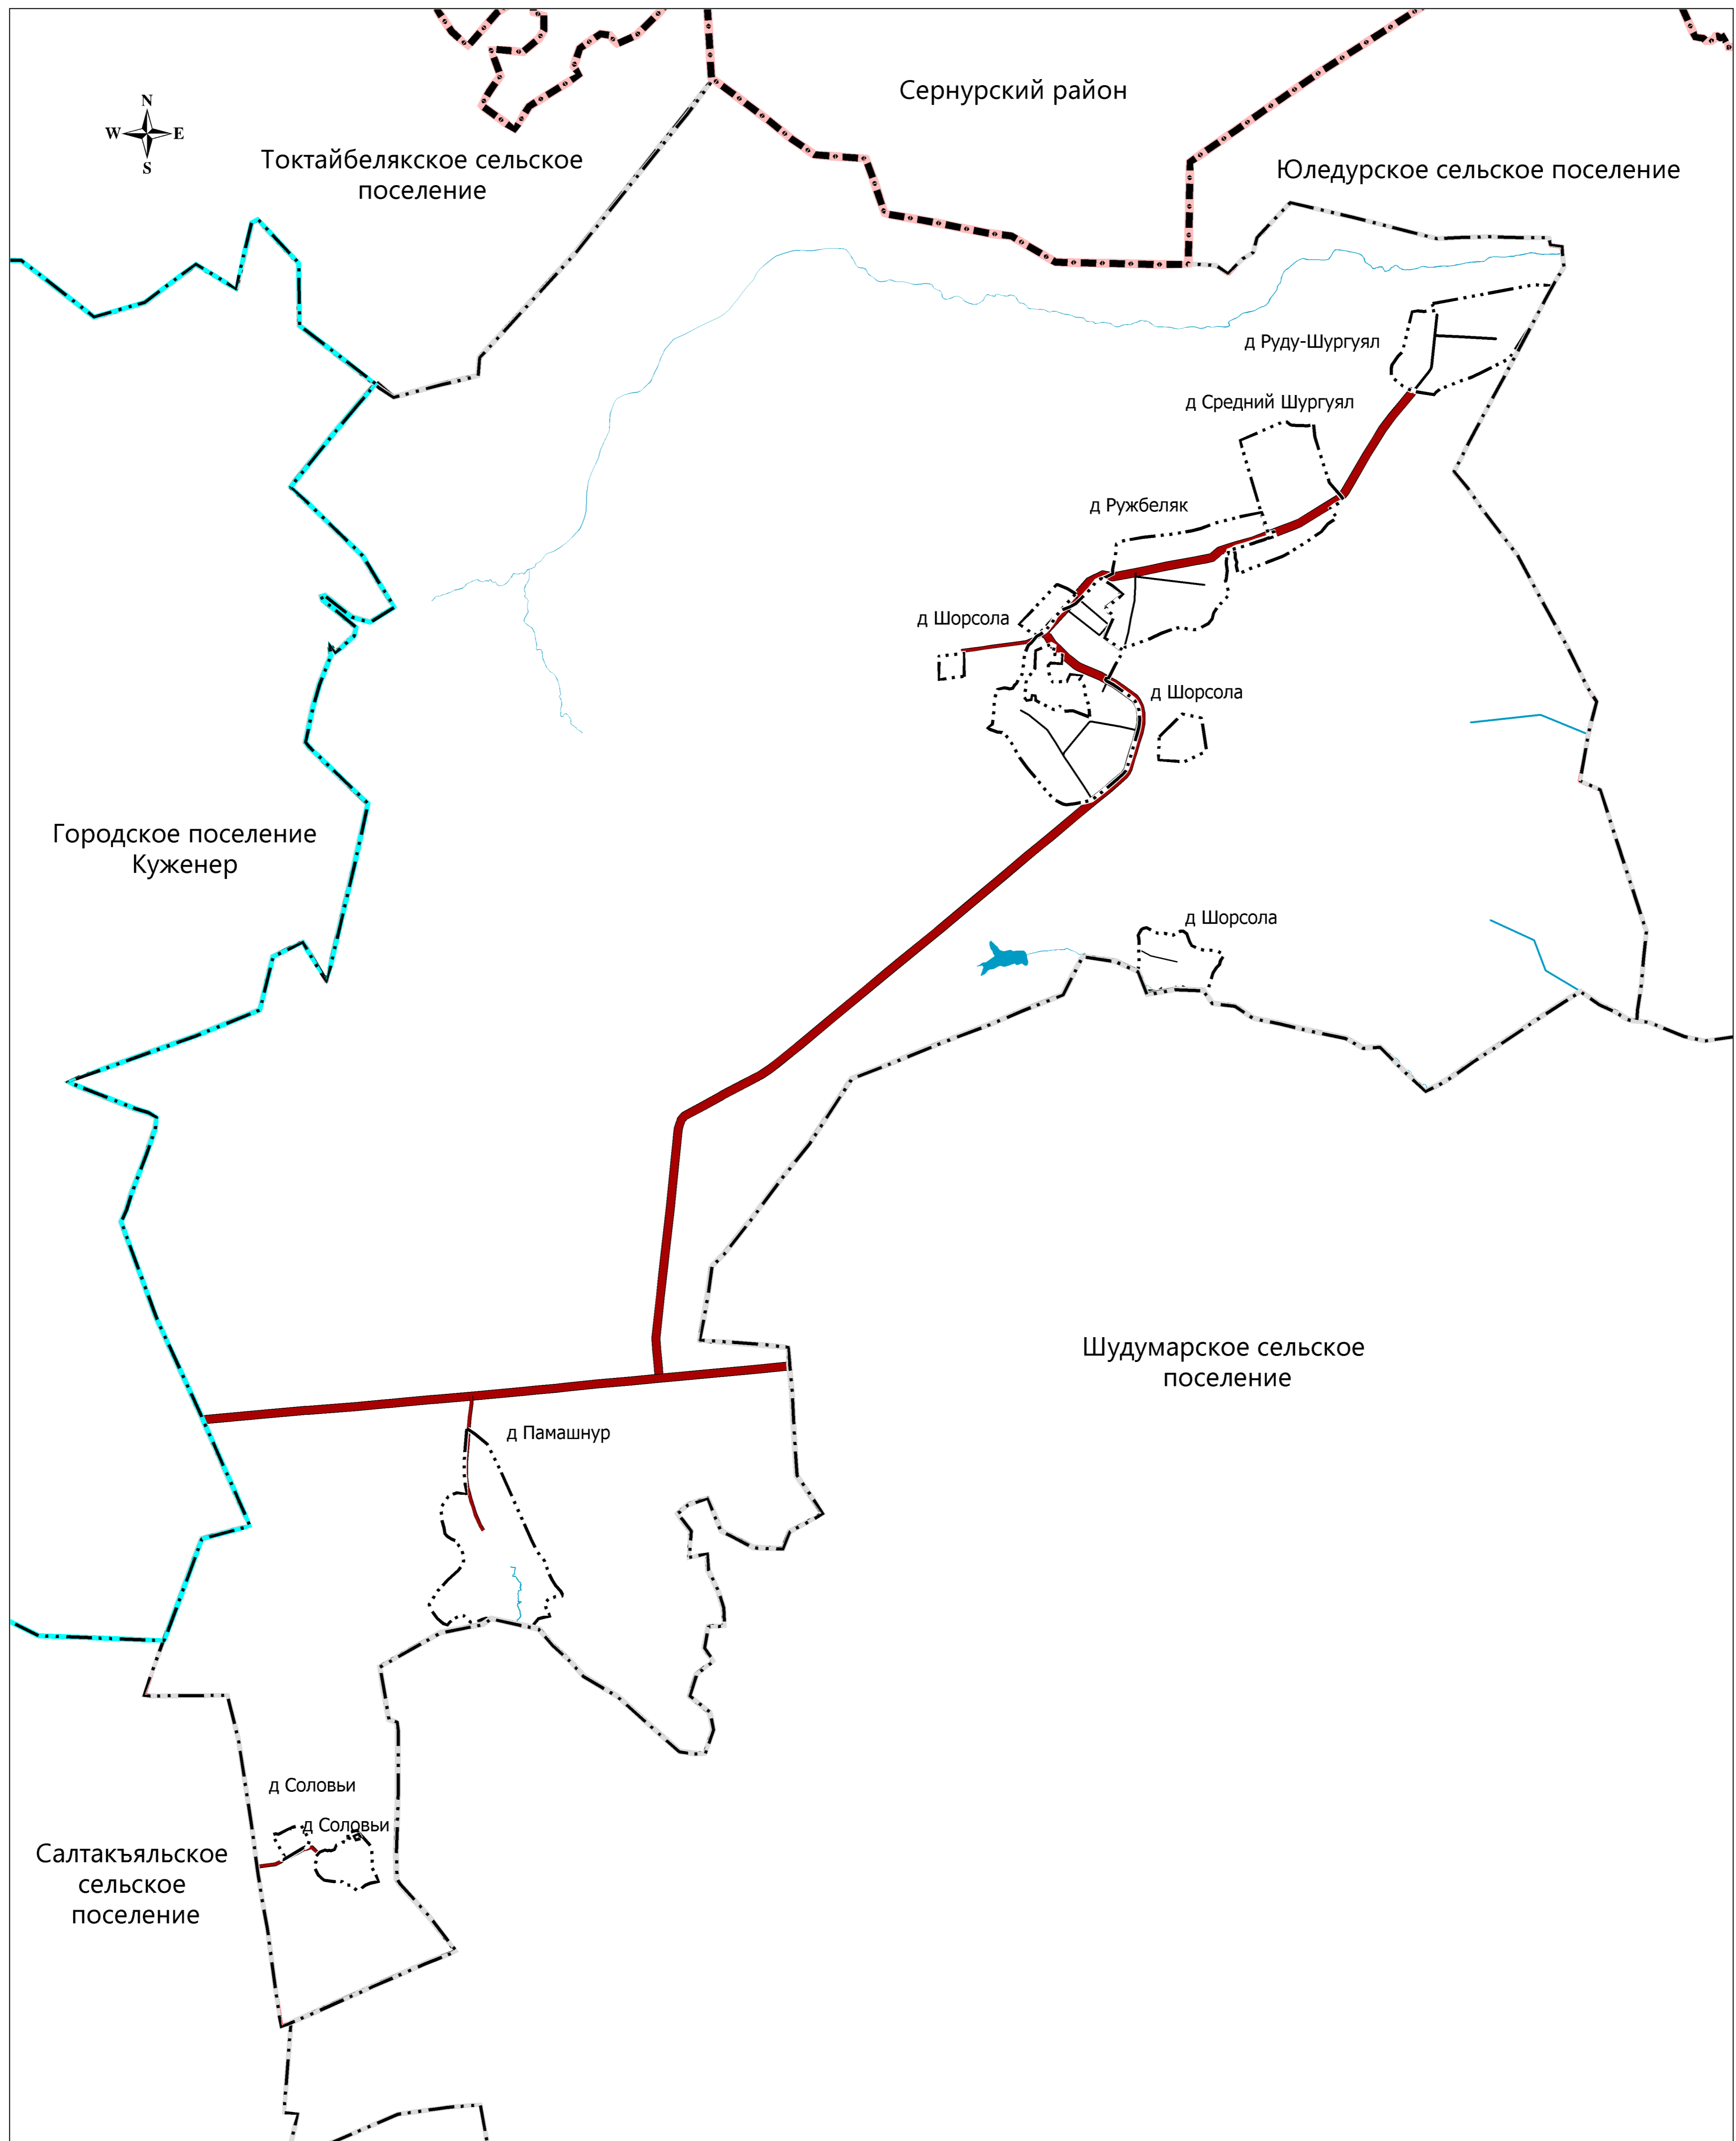 Сернурский район
N
W
E
S
Токтайбелякское сельское
поселение
Юледурское сельское поселение
д Руду-Шургуял
д Средний Шургуял
д Ружбеляк
д Шорсола
д Шорсола
Городское поселение
Куженер
д Шорсола
Шудумарское сельское
поселение
д Памашнур
д Соловьи
д Соловьи
Салтакъяльское
сельское
поселение